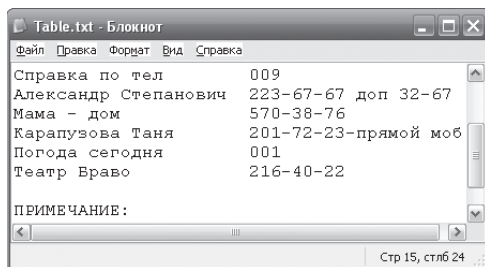 Table.txt - Блокнот
Файл Правка Формат Вид Справка
Справка по тел 009
Александр Степанович 223-67-67 доп 32-67
Мама - дом 570-38-76
Карапузова Таня 201-72-23-прямой моб
Погода сегодня 001
Театр Браво 216-40-22
ПРИМЕЧАНИЕ:
Стр 15, стлб 24